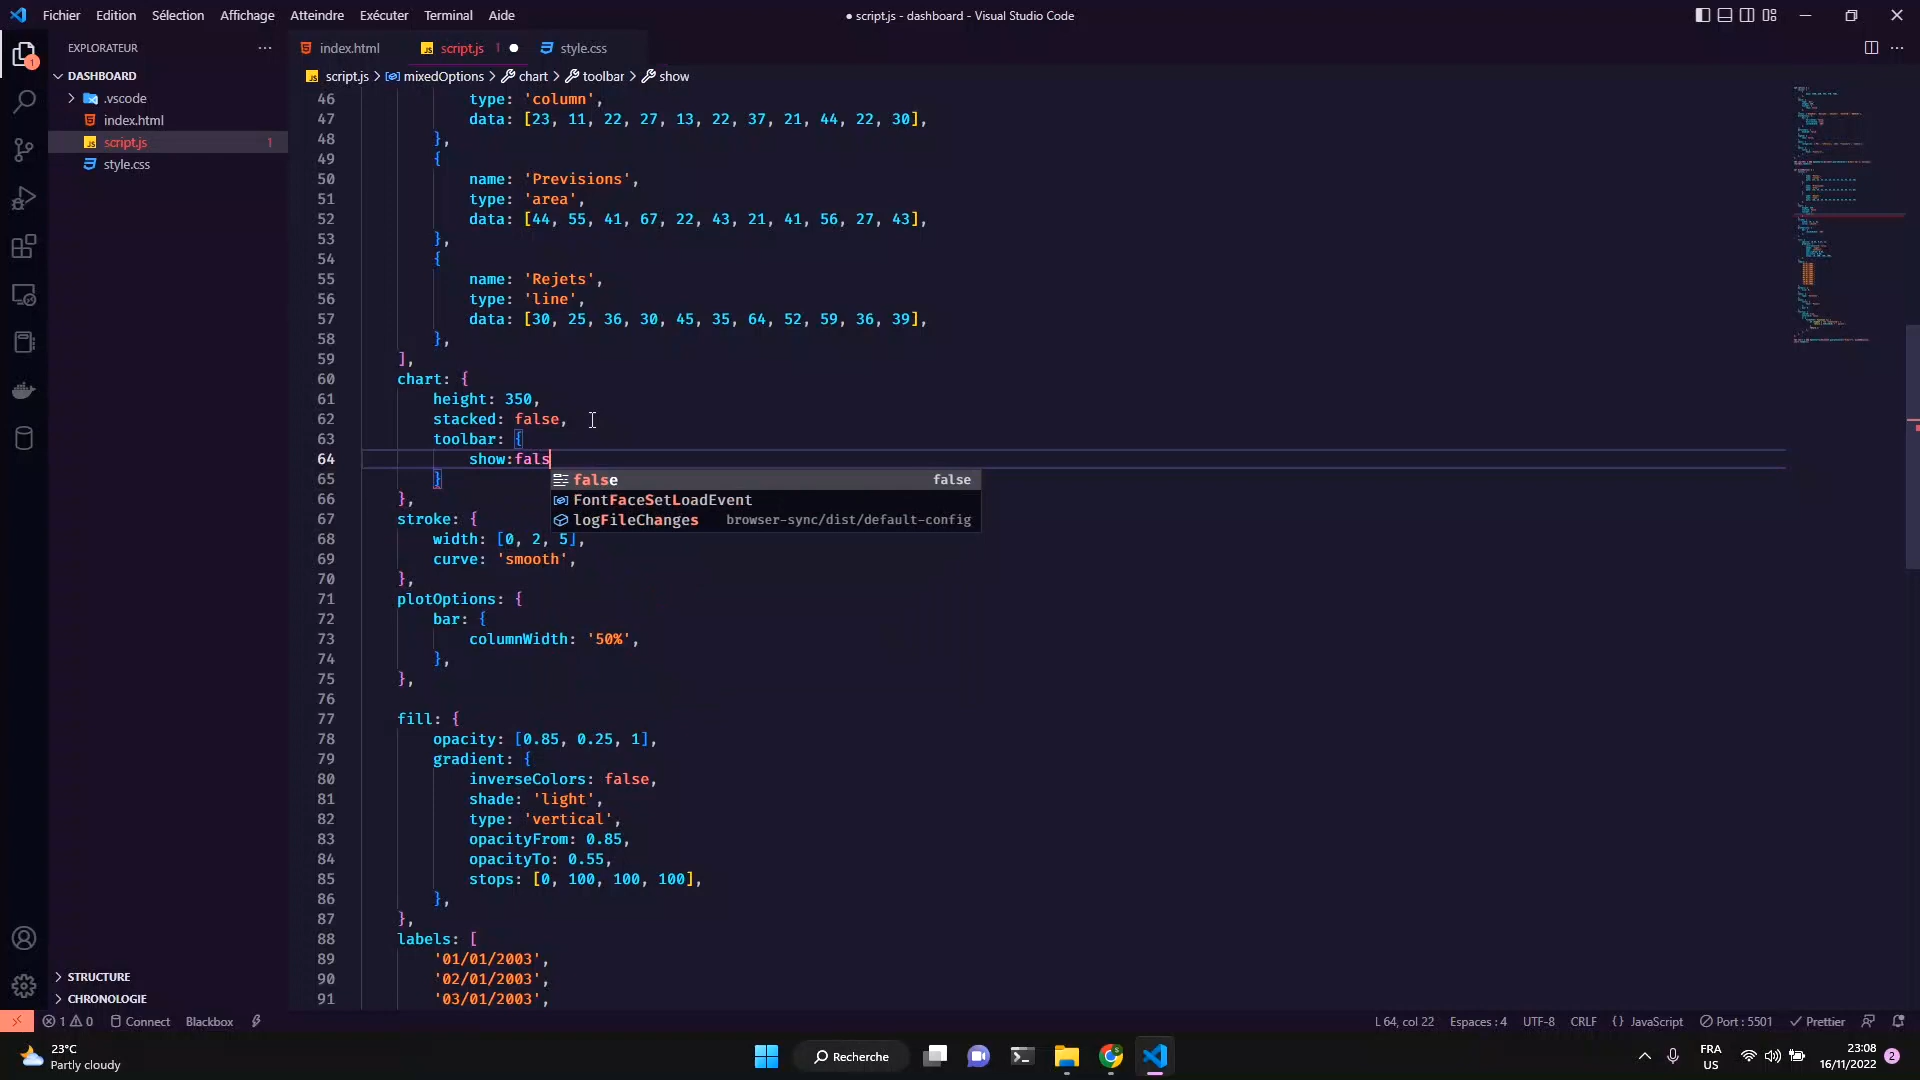 Fichier Edition Sélection Affichage Atteindre Exécuter Terminal Aide
● script.js - dashboard - Visual Studio Code
EXPLORATEUR
index.html
script.js 1
style.css
DASHBOARD
script.js > mixedOptions > chart > toolbar > show
.vscode
index.html
script.js 1
style.css
46 type: 'column',
47 data: [23, 11, 22, 27, 13, 22, 37, 21, 44, 22, 30],
48 },
49 {
50 name: 'Previsions',
51 type: 'area',
52 data: [44, 55, 41, 67, 22, 43, 21, 41, 56, 27, 43],
53 },
54 {
55 name: 'Rejets',
56 type: 'line',
57 data: [30, 25, 36, 30, 45, 35, 64, 52, 59, 36, 39],
58 },
59 ],
60 chart: {
61 height: 350,
62 stacked: false,
63 toolbar: {
64 show:fals
65 }
false false
FontFaceSetLoadEvent
logFileChanges browser-sync/dist/default-config
66 },
67 stroke: {
68 width: [0, 2, 5],
69 curve: 'smooth',
70 },
71 plotOptions: {
72 bar: {
73 columnWidth: '50%',
74 },
75 },
76
77 fill: {
78 opacity: [0.85, 0.25, 1],
79 gradient: {
80 inverseColors: false,
81 shade: 'light',
82 type: 'vertical',
83 opacityFrom: 0.85,
84 opacityTo: 0.55,
85 stops: [0, 100, 100, 100],
86 },
87 },
88 labels: [
89 '01/01/2003',
90 '02/01/2003',
91 '03/01/2003',
STRUCTURE
CHRONOLOGIE
1 0 Connect Blackbox
L 64, col 22 Espaces : 4 UTF-8 CRLF {} JavaScript Port : 5501 Prettier
23°C
Partly cloudy
Recherche
FRA
US
23:08
16/11/2022
2